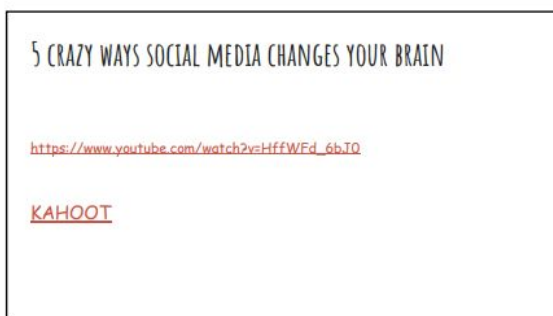 5 CRAZY WAYS SOCIAL MEDIA CHANGES YOUR BRAIN
https://www.youtube.com/watch?v=HffWFd_6bJ0
KAHOOT